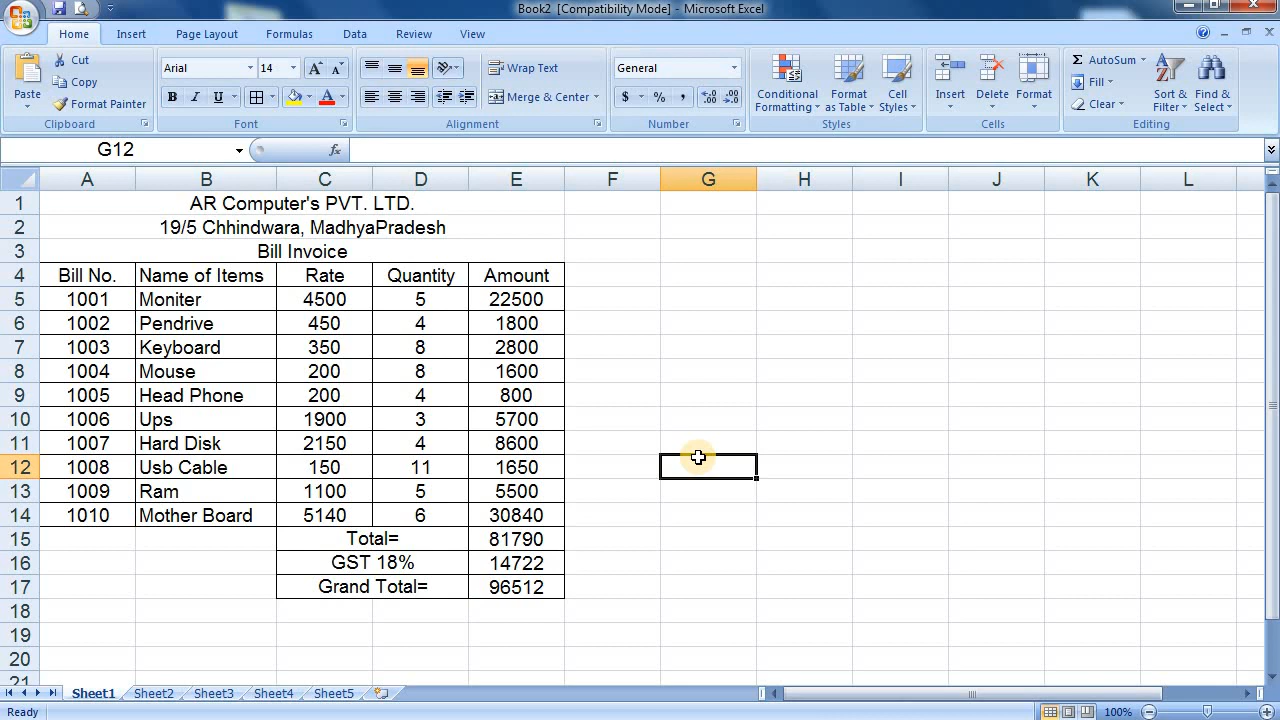 Book2 [Compatibility Mode] - Microsoft Excel
Home Insert Page Layout Formulas Data Review View
Paste Cut Copy Format Painter Clipboard
Arial 14 A A B I U A Font
Wrap Text Merge & Center Alignment
General $ % , Number
Conditional Formatting Format as Table Cell Styles Styles
Insert Delete Format Cells
Σ AutoSum Fill Clear Sort & Filter Find & Select Editing
G12 fx
A B C D E F G H I J K L
1 AR Computer's PVT. LTD.
2 19/5 Chhindwara, MadhyaPradesh
3 Bill Invoice
4 Bill No. Name of Items Rate Quantity Amount
5 1001 Moniter 4500 5 22500
6 1002 Pendrive 450 4 1800
7 1003 Keyboard 350 8 2800
8 1004 Mouse 200 8 1600
9 1005 Head Phone 200 4 800
10 1006 Ups 1900 3 5700
11 1007 Hard Disk 2150 4 8600
12 1008 Usb Cable 150 11 1650
13 1009 Ram 1100 5 5500
14 1010 Mother Board 5140 6 30840
15 Total= 81790
16 GST 18% 14722
17 Grand Total= 96512
18
19
20
21
Sheet1 Sheet2 Sheet3 Sheet4 Sheet5
Ready 100%